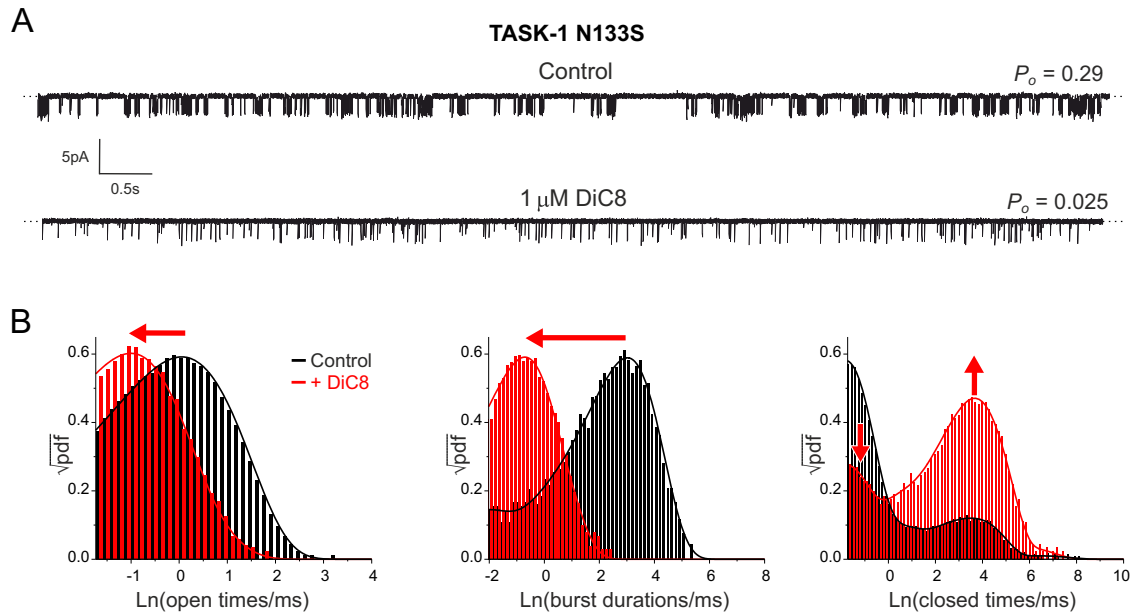 A
TASK-1 N133S
Control
Po = 0.29
5pA
0.5s
1 μM DiC8
Po = 0.025
B
√pdf
0.6
0.4
0.2
0.0
-1 0 1 2 3 4
Ln(open times/ms)
Control
+ DiC8
√pdf
0.6
0.4
0.2
0.0
-2 0 2 4 6 8
Ln(burst durations/ms)
√pdf
0.6
0.4
0.2
0.0
0 2 4 6 8 10
Ln(closed times/ms)